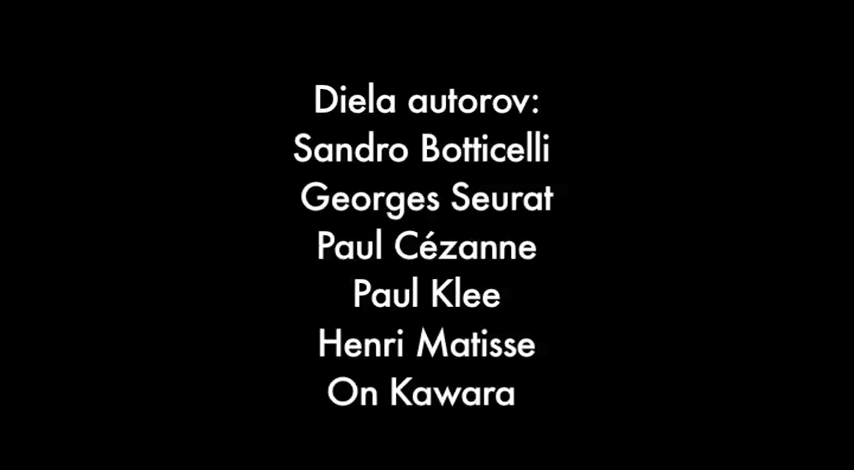 Diela autorov:
Sandro Botticelli
Georges Seurat
Paul Cézanne
Paul Klee
Henri Matisse
On Kawara